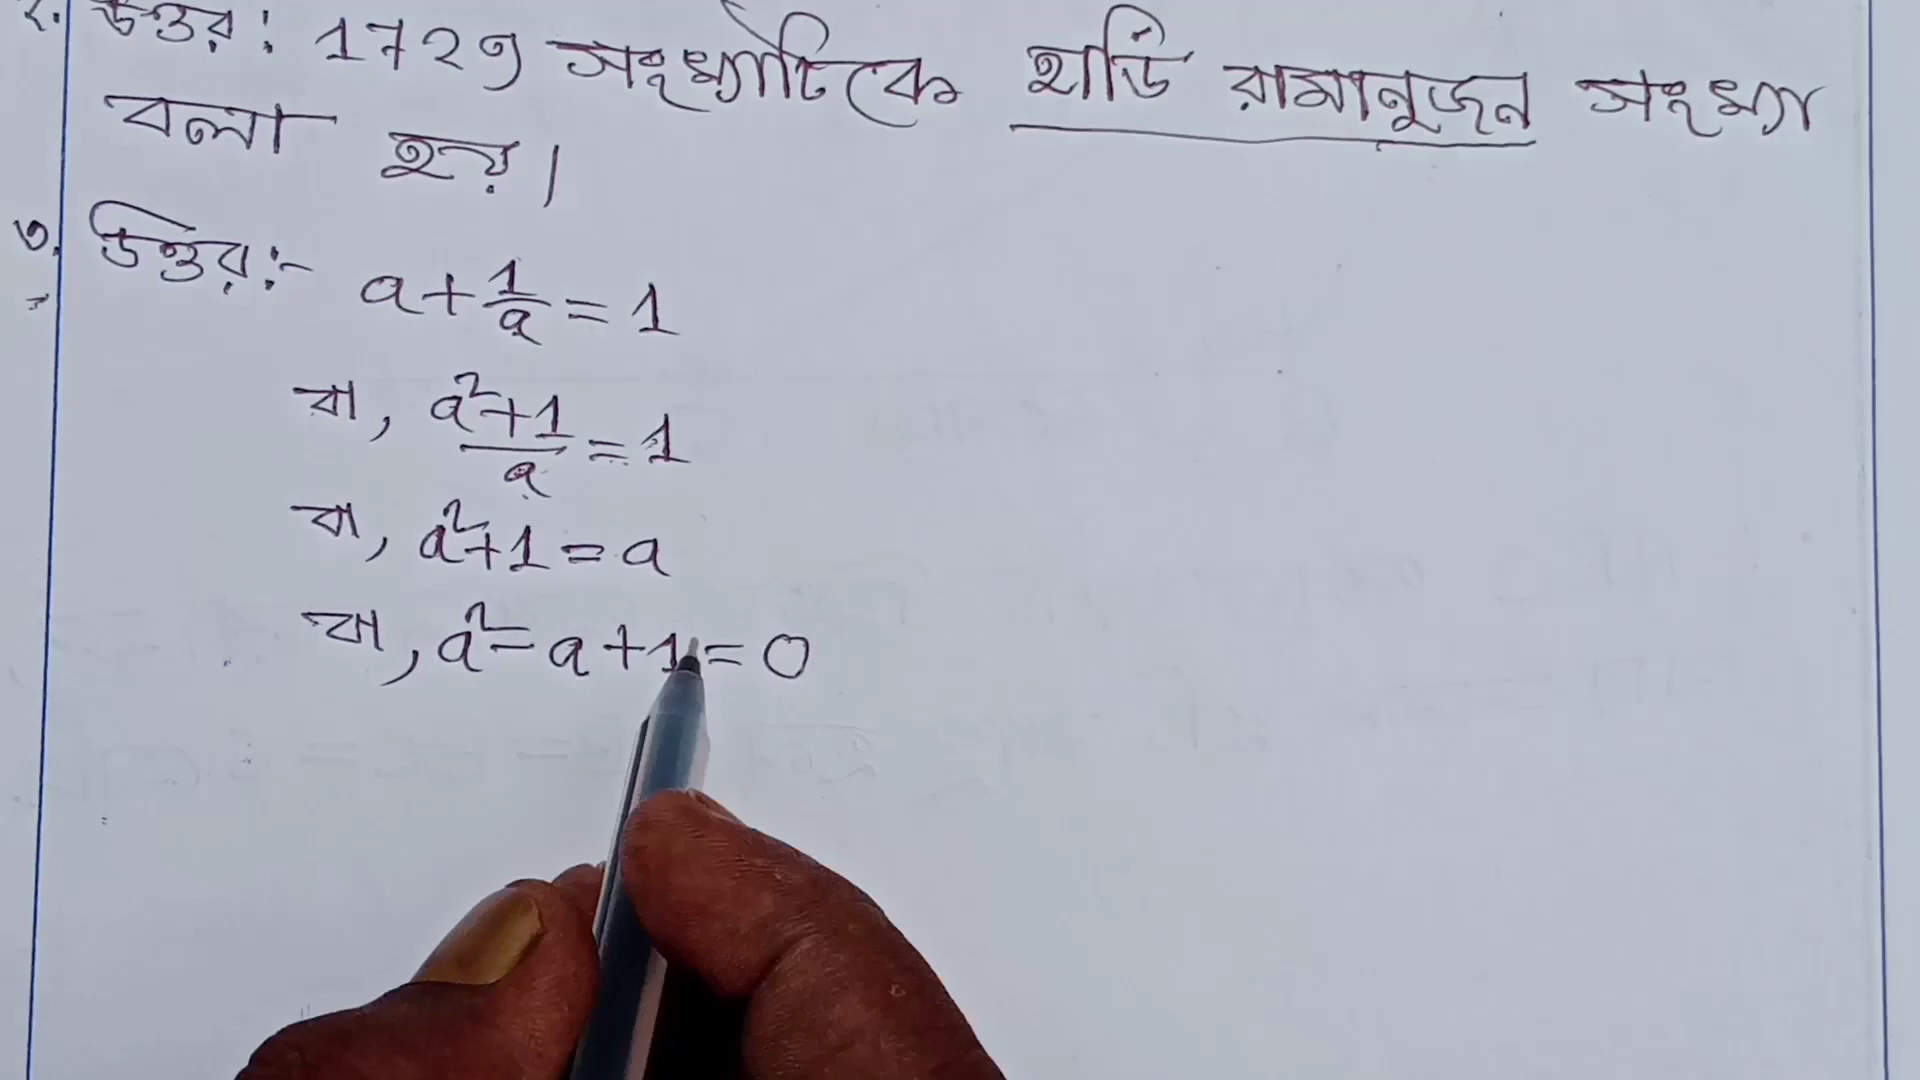 ২. উত্তর: 1729 সংখ্যাটিকে হার্ডি রামানুজন সংখ্যা
বলা হয়।
৩. উত্তর:- a + 1/a = 1
বা, (a²+1)/a = 1
বা, a²+1 = a
বা, a² - a + 1 = 0